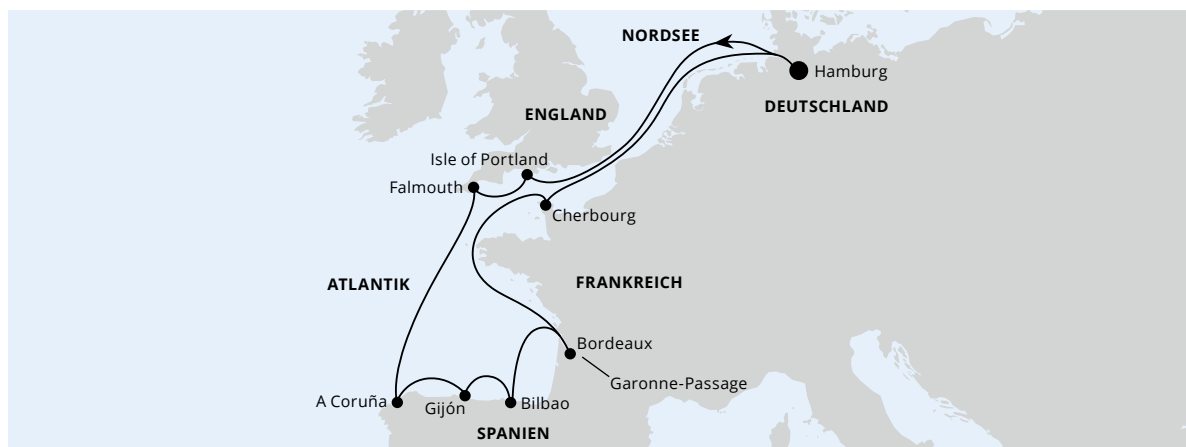 NORDSEE
Hamburg
DEUTSCHLAND
ENGLAND
Isle of Portland
Falmouth
Cherbourg
ATLANTIK
FRANKREICH
Bordeaux
Garonne-Passage
A Coruña
Gijón
Bilbao
SPANIEN